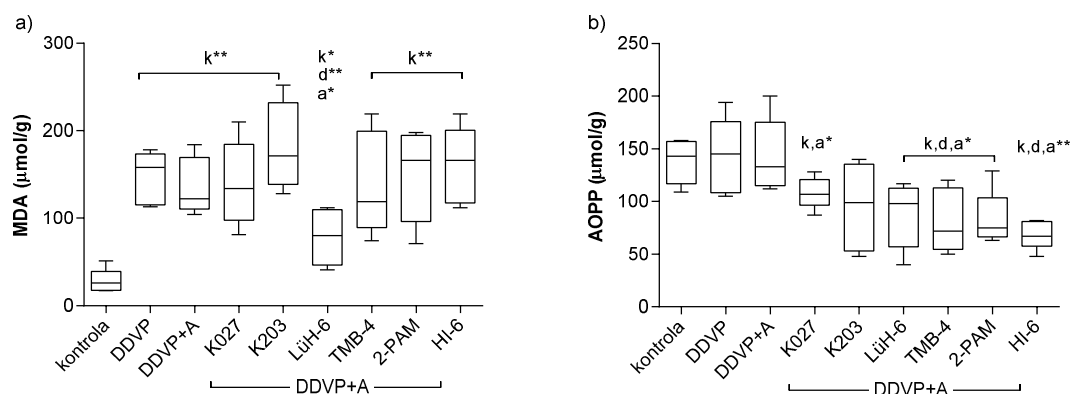 a)
300
200
100
0
MDA (µmol/g)
k**
k*
d**
a*
k**
kontrola
DDVP
DDVP+A
K027
K203
LüH-6
TMB-4
2-PAM
HI-6
DDVP+A
b)
250
200
150
100
50
0
AOPP (µmol/g)
k,a*
k,d,a*
k,d,a**
kontrola
DDVP
DDVP+A
K027
K203
LüH-6
TMB-4
2-PAM
HI-6
DDVP+A